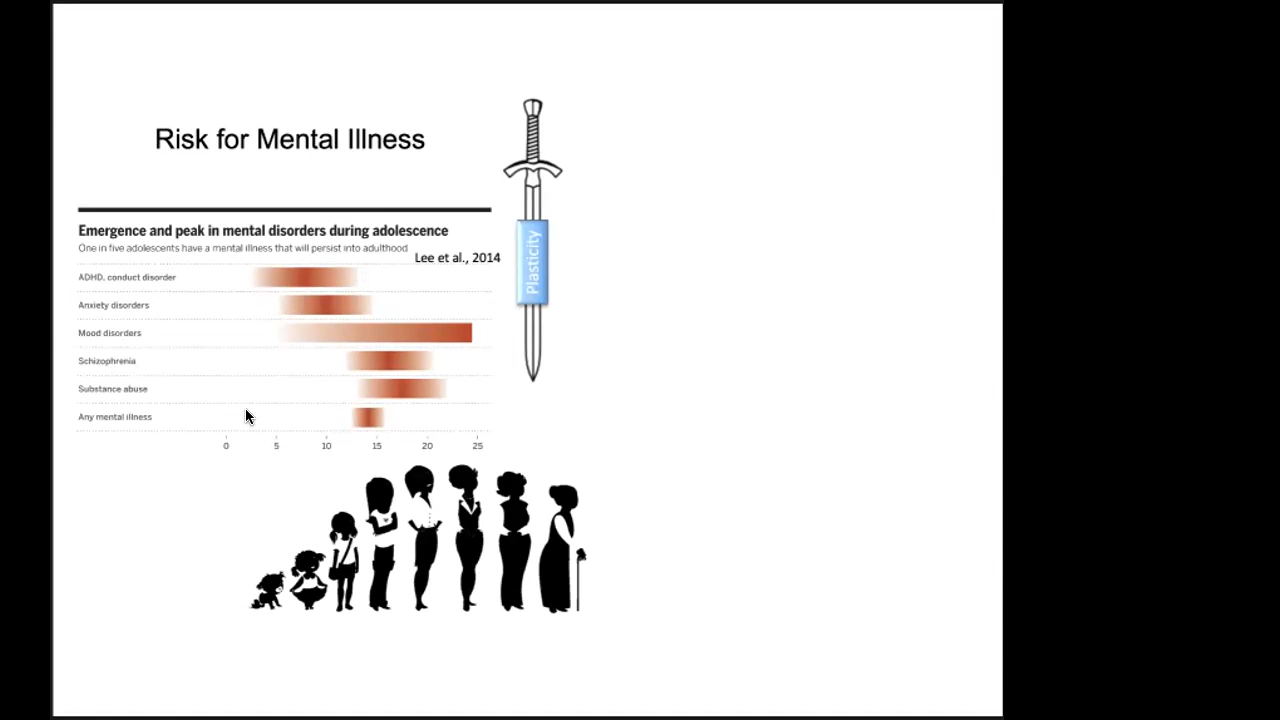 Risk for Mental Illness
Emergence and peak in mental disorders during adolescence
One in five adolescents have a mental illness that will persist into adulthood
Lee et al., 2014
ADHD, conduct disorder
Anxiety disorders
Mood disorders
Schizophrenia
Substance abuse
Any mental illness
0 5 10 15 20 25
Plasticity